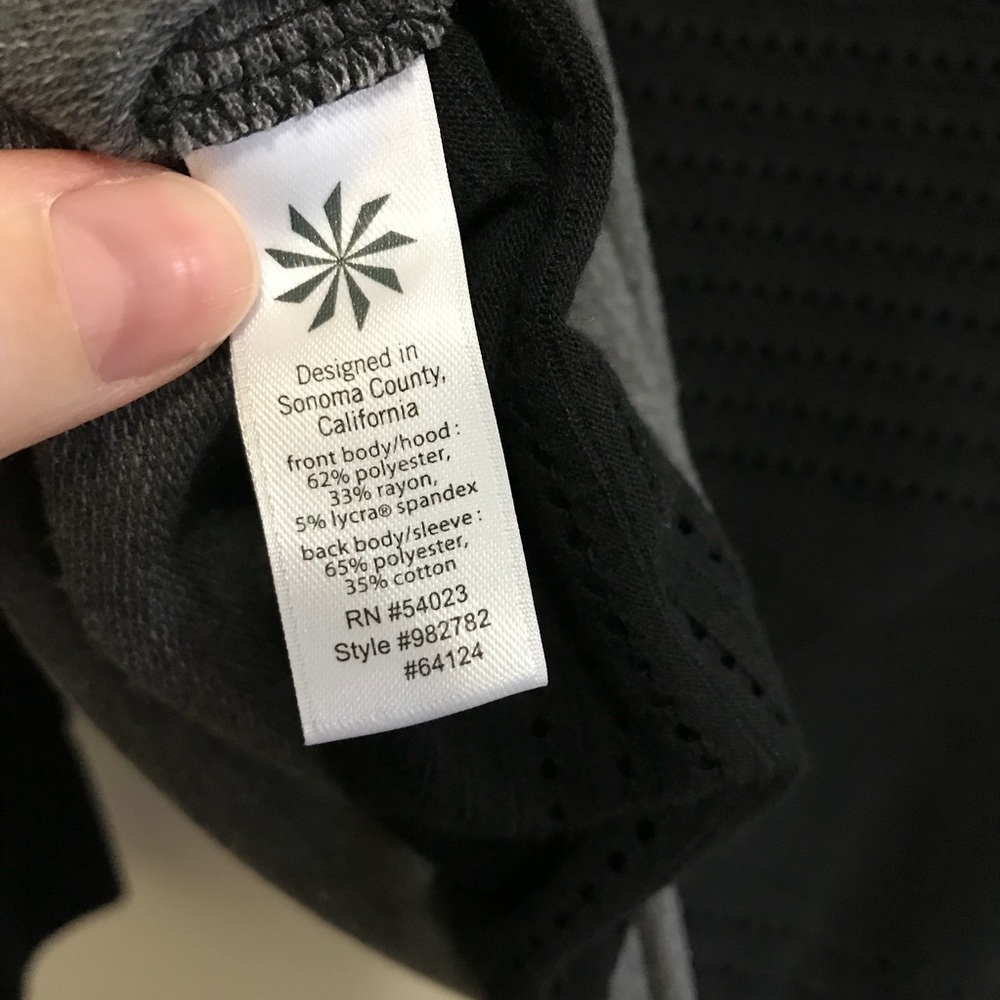 Designed in
Sonoma County,
California
front body/hood :
62% polyester,
33% rayon,
5% lycra® spandex
back body/sleeve :
65% polyester,
35% cotton
RN #54023
Style #982782
#64124